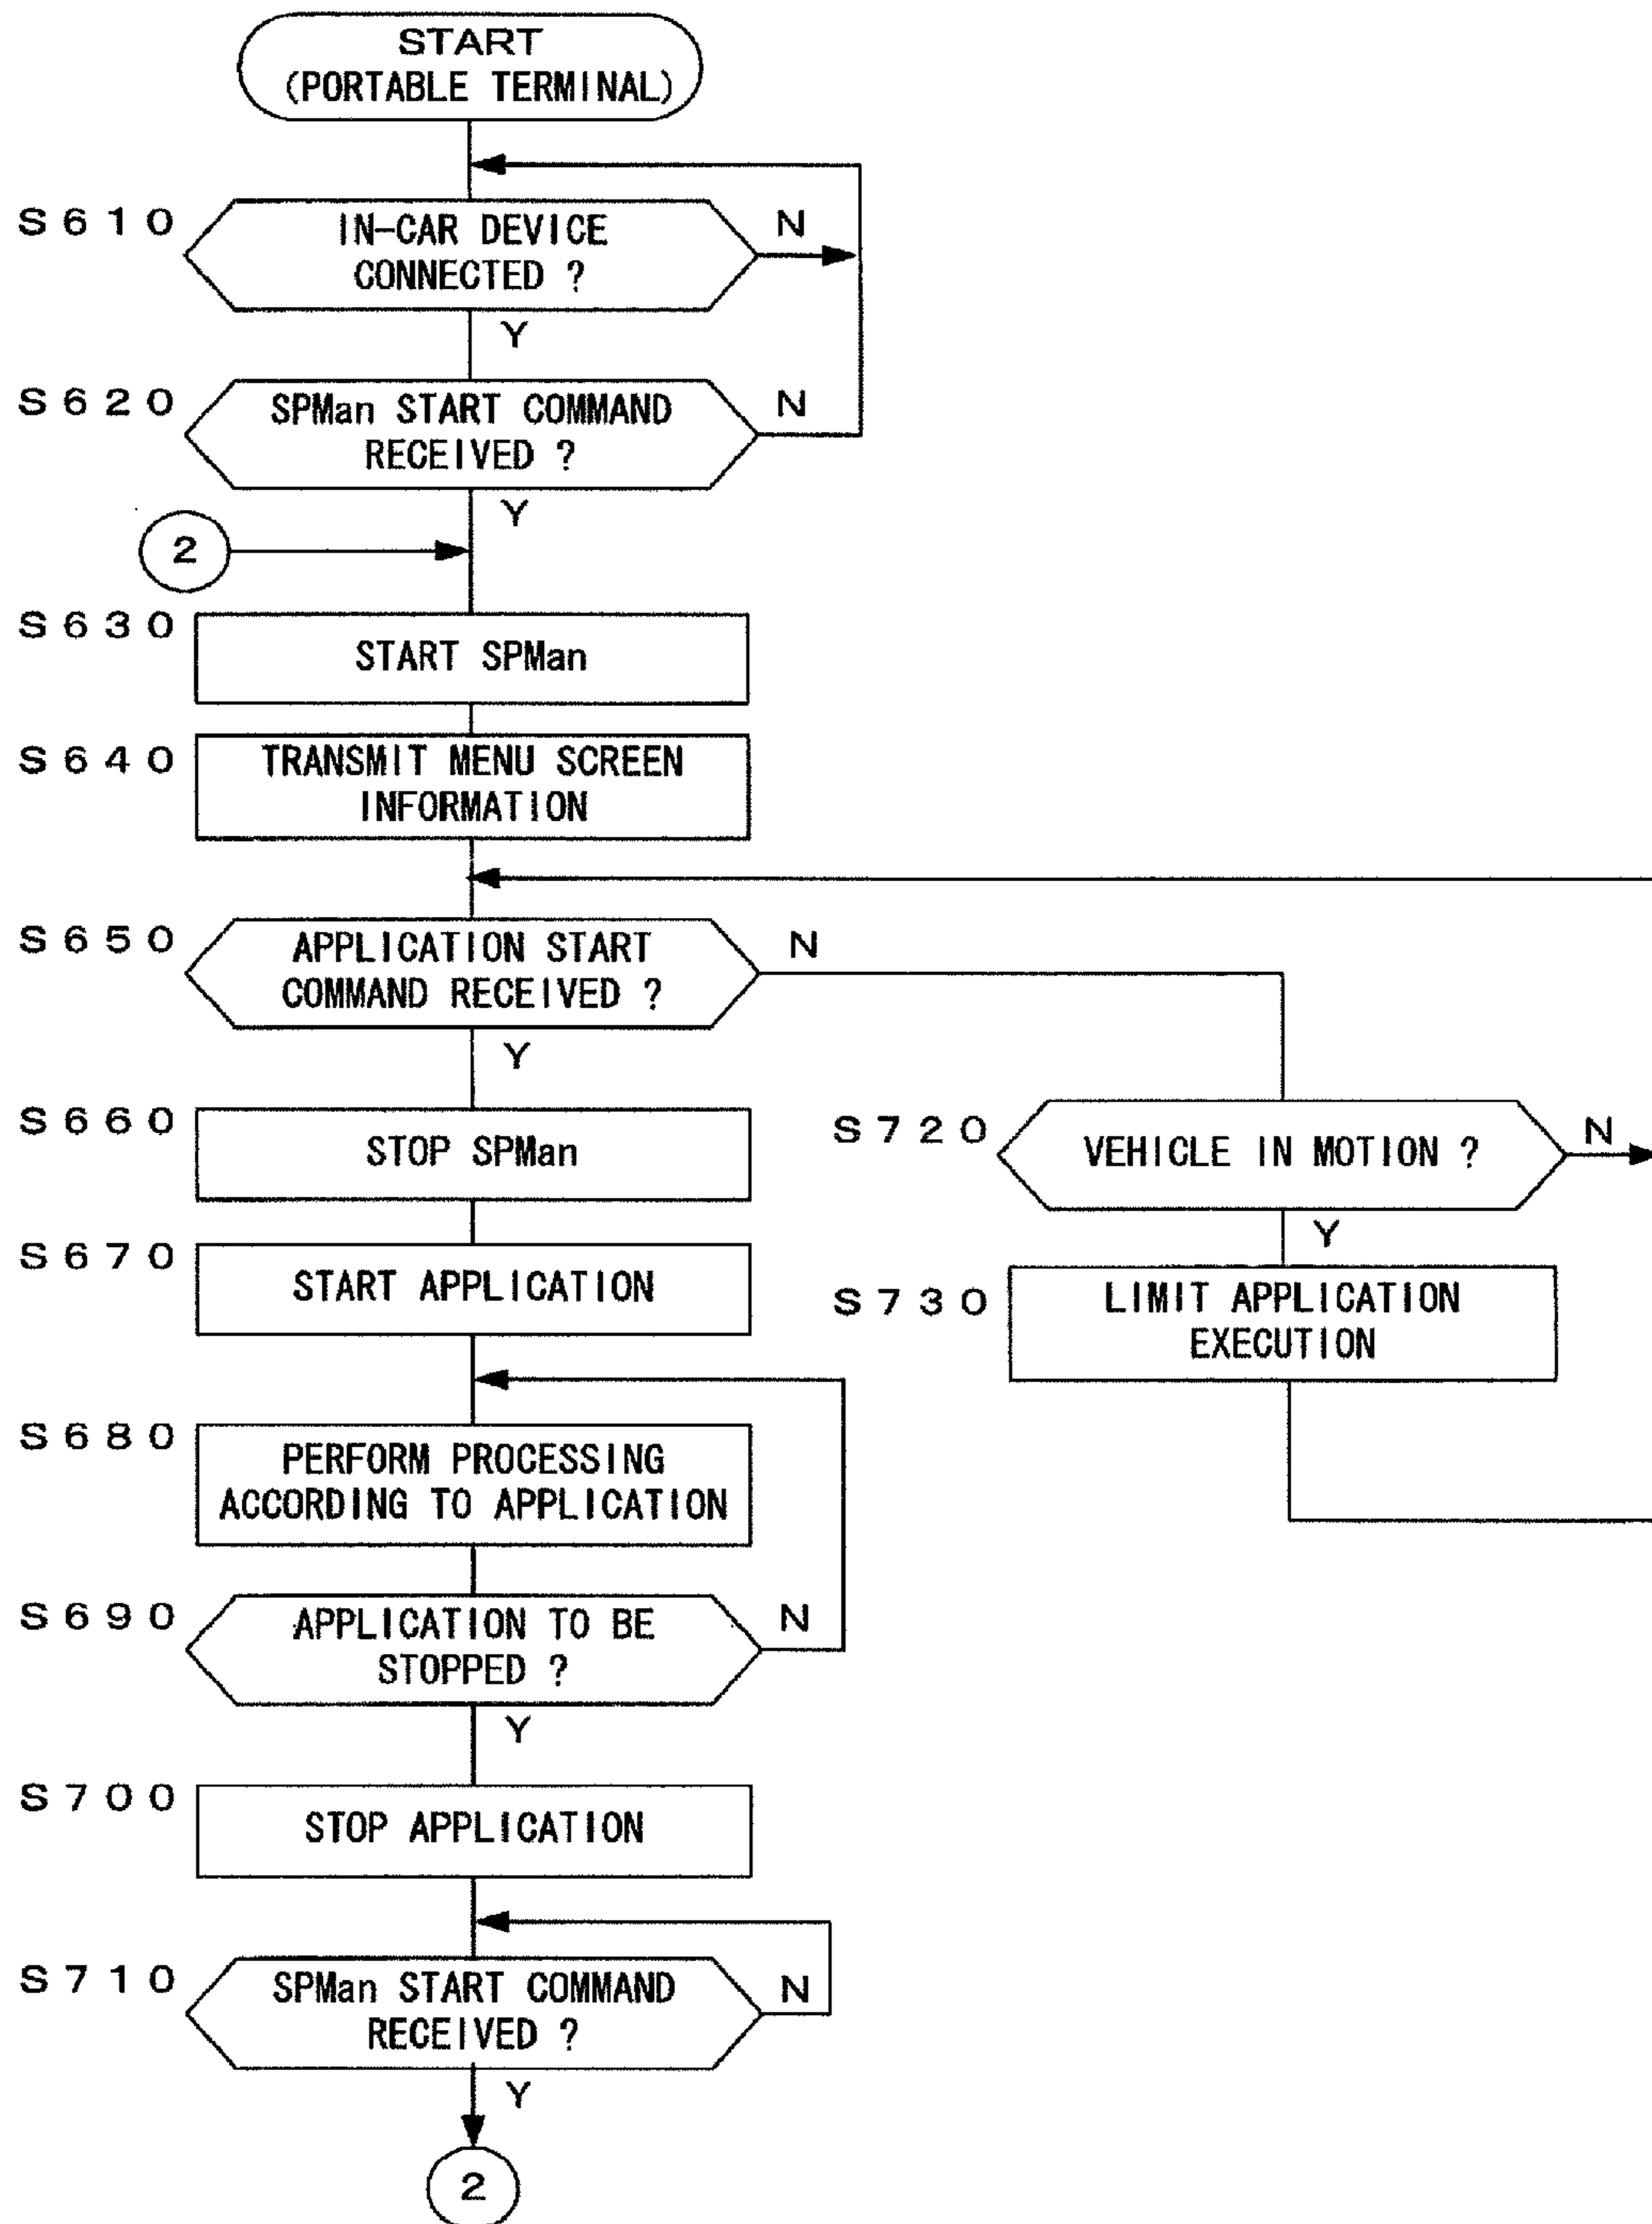 START
(PORTABLE TERMINAL)
S610
IN-CAR DEVICE
CONNECTED ?
N
Y
S620
SPMan START COMMAND
RECEIVED ?
N
Y
2
S630
START SPMan
S640
TRANSMIT MENU SCREEN
INFORMATION
S650
APPLICATION START
COMMAND RECEIVED ?
N
Y
S660
STOP SPMan
S720
VEHICLE IN MOTION ?
N
Y
S670
START APPLICATION
S730
LIMIT APPLICATION
EXECUTION
S680
PERFORM PROCESSING
ACCORDING TO APPLICATION
S690
APPLICATION TO BE
STOPPED ?
N
Y
S700
STOP APPLICATION
S710
SPMan START COMMAND
RECEIVED ?
N
Y
2